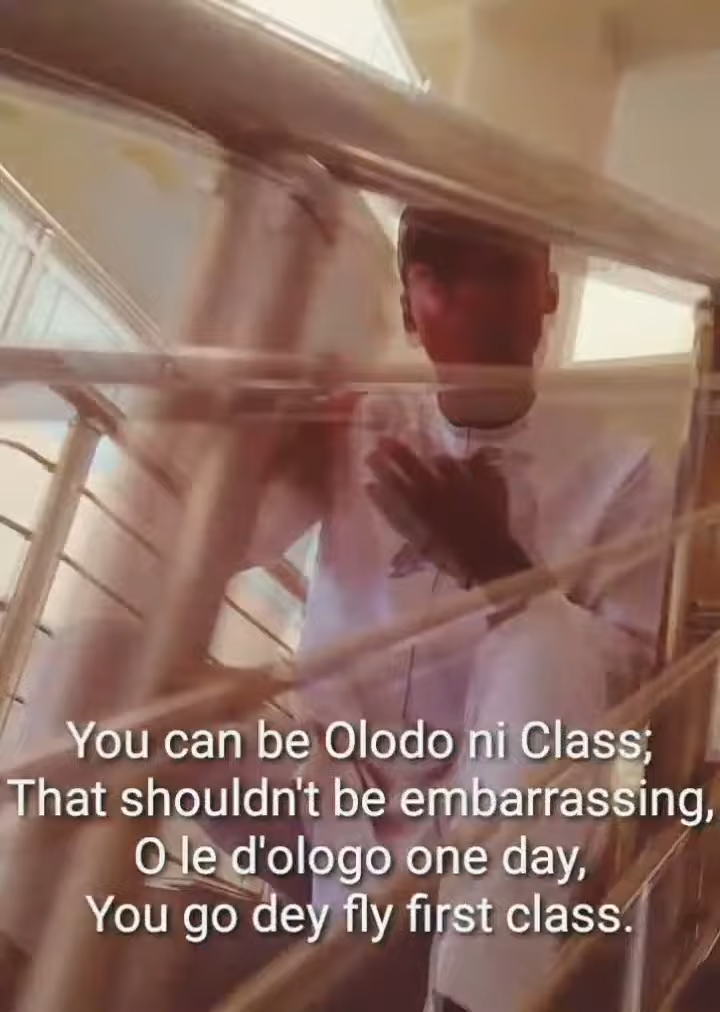 You can be Olodo ni Class;
That shouldn't be embarrassing,
O le d'ologo one day,
You go dey fly first class.